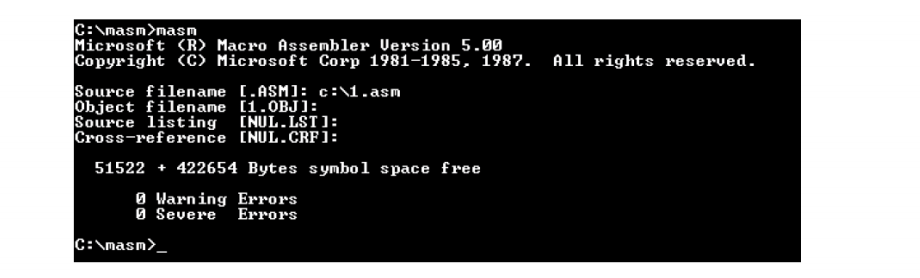 C:\masm>masm
Microsoft (R) Macro Assembler Version 5.00
Copyright (C) Microsoft Corp 1981-1985, 1987.  All rights reserved.
Source filename [.ASM]: c:\1.asm
Object filename [1.OBJ]:
Source listing  [NUL.LST]:
Cross-reference [NUL.CRF]:
51522 + 422654 Bytes symbol space free
0 Warning Errors
0 Severe  Errors
C:\masm>_